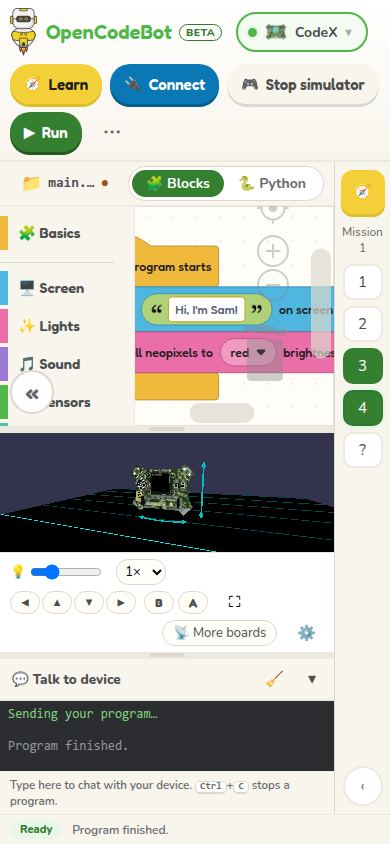 OpenCodeBot BETA CodeX ▾
Learn Connect Stop simulator
▶ Run ...
main.… ● Blocks Python
Mission
1
Basics
Screen
Lights
Sound
ensors
«
rogram starts
“ Hi, I'm Sam! ” on screen
ll neopixels to red ▾ brightnes
1
2
3
4
?
1×
◀ ▲ ▼ ▶ B A
More boards
Talk to device ▼
Sending your program…
Program finished.
Type here to chat with your device. Ctrl+C stops a
program.
‹
Ready Program finished.